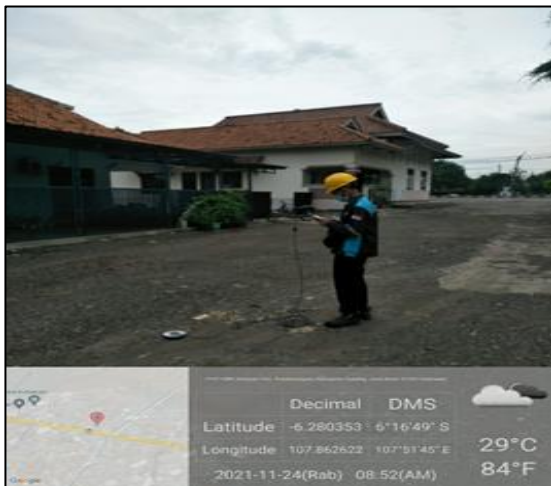 Decimal DMS
Latitude -6.280353 6°16'49" S
Longitude 107.862622 107°51'45" E
2021-11-24(Rab) 08:52(AM)
29°C
84°F
Google